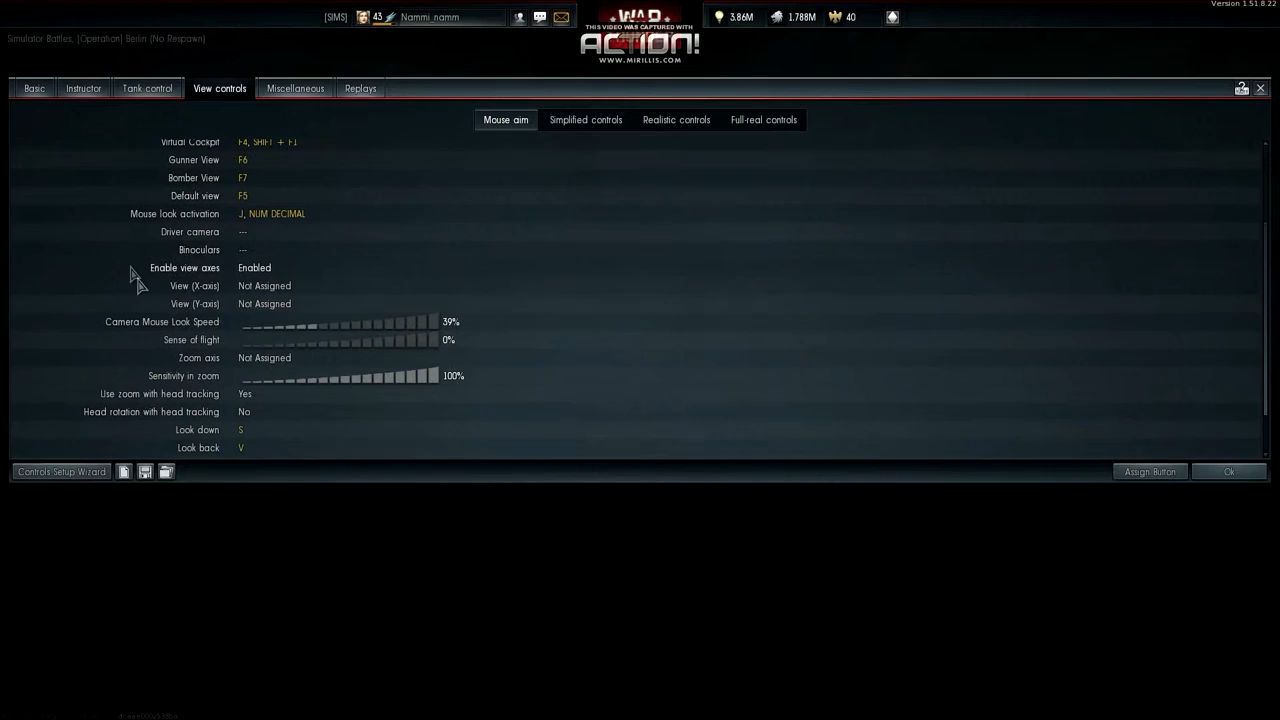 Version 1.51.8.22
[SIMS] 43 Nammi_namm 3.86M 1.788M 40
WAR
THIS VIDEO WAS CAPTURED WITH
ACTION!
WWW.MIRILLIS.COM
Simulator Battles, [Operation] Berlin (No Respawn)
Basic Instructor Tank control View controls Miscellaneous Replays
Mouse aim Simplified controls Realistic controls Full-real controls
Virtual Cockpit F4, SHIFT + F1
Gunner View F6
Bomber View F7
Default view F5
Mouse look activation J, NUM DECIMAL
Driver camera ---
Binoculars ---
Enable view axes Enabled
View (X-axis) Not Assigned
View (Y-axis) Not Assigned
Camera Mouse Look Speed 39%
Sense of flight 0%
Zoom axis Not Assigned
Sensitivity in zoom 100%
Use zoom with head tracking Yes
Head rotation with head tracking No
Look down S
Look back V
Controls Setup Wizard Assign Button Ok